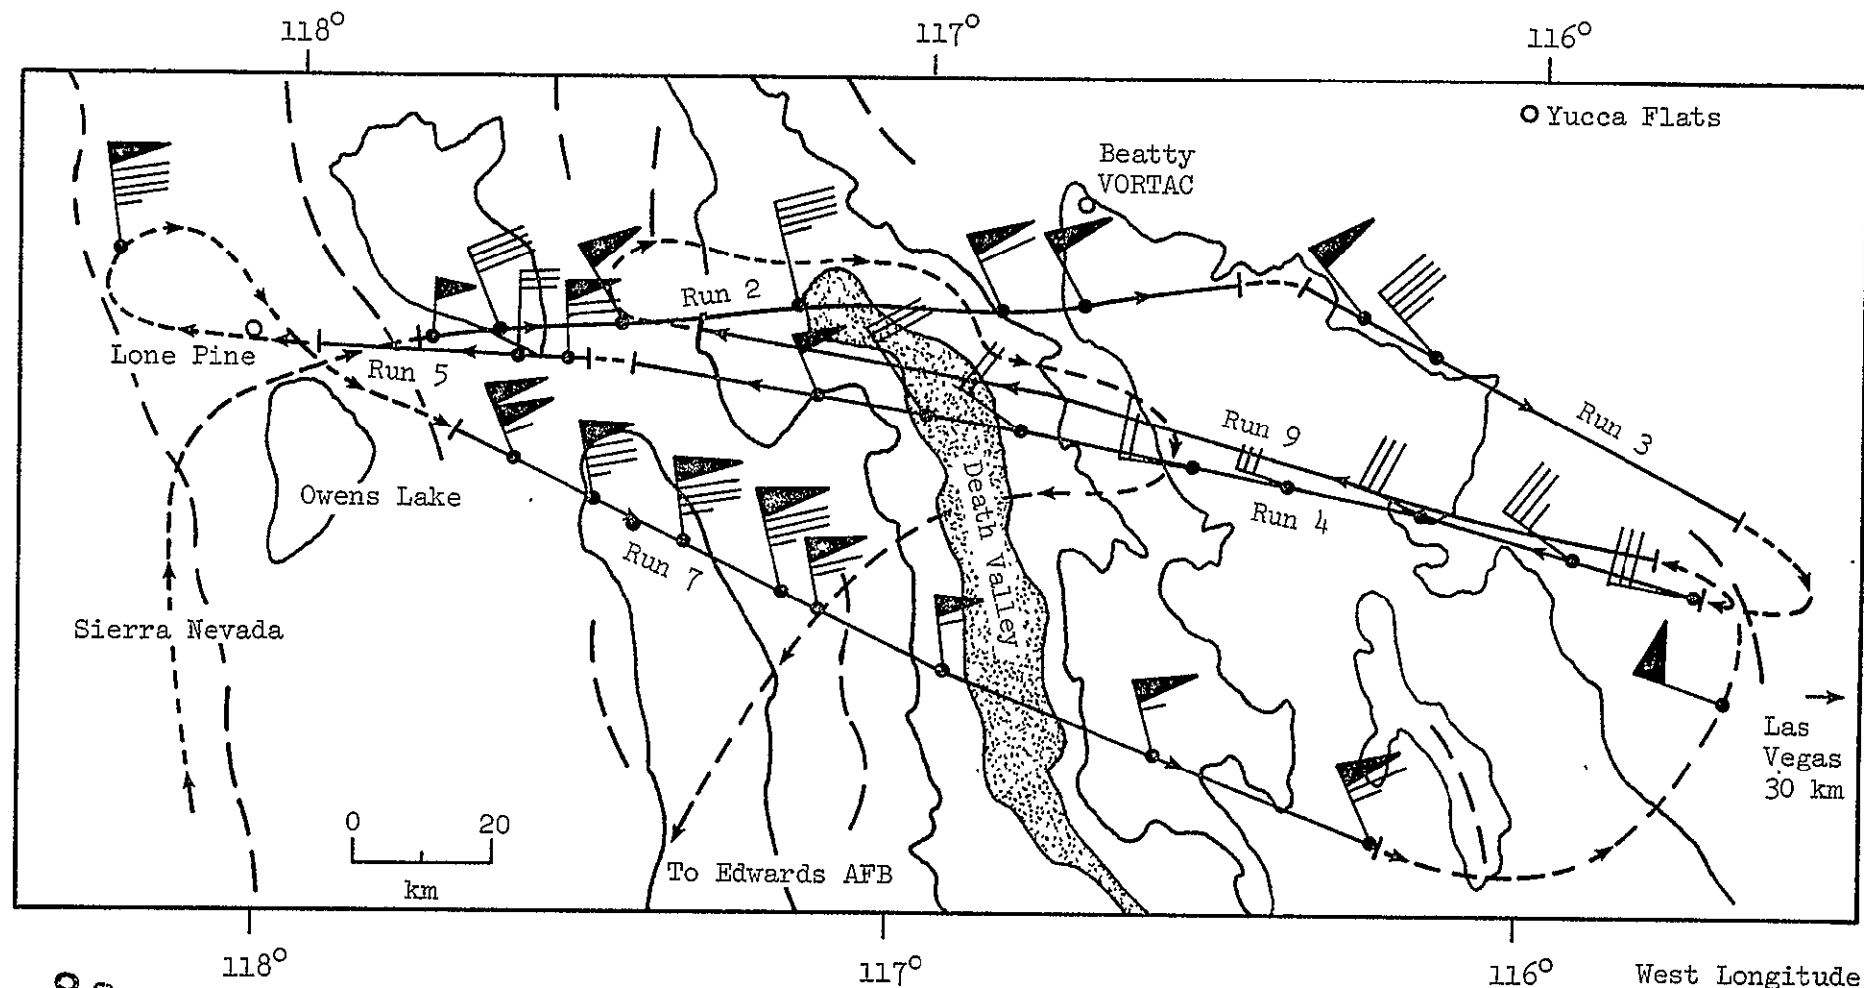 118°
117°
116°
Yucca Flats
Beatty
VORTAC
Run 2
Lone Pine
Run 5
Run 9
Run 3
Owens Lake
Death Valley
Run 4
Run 7
Sierra Nevada
Las
Vegas
30 km
0 20
km
To Edwards AFB
118°
117°
116°
West Longitude